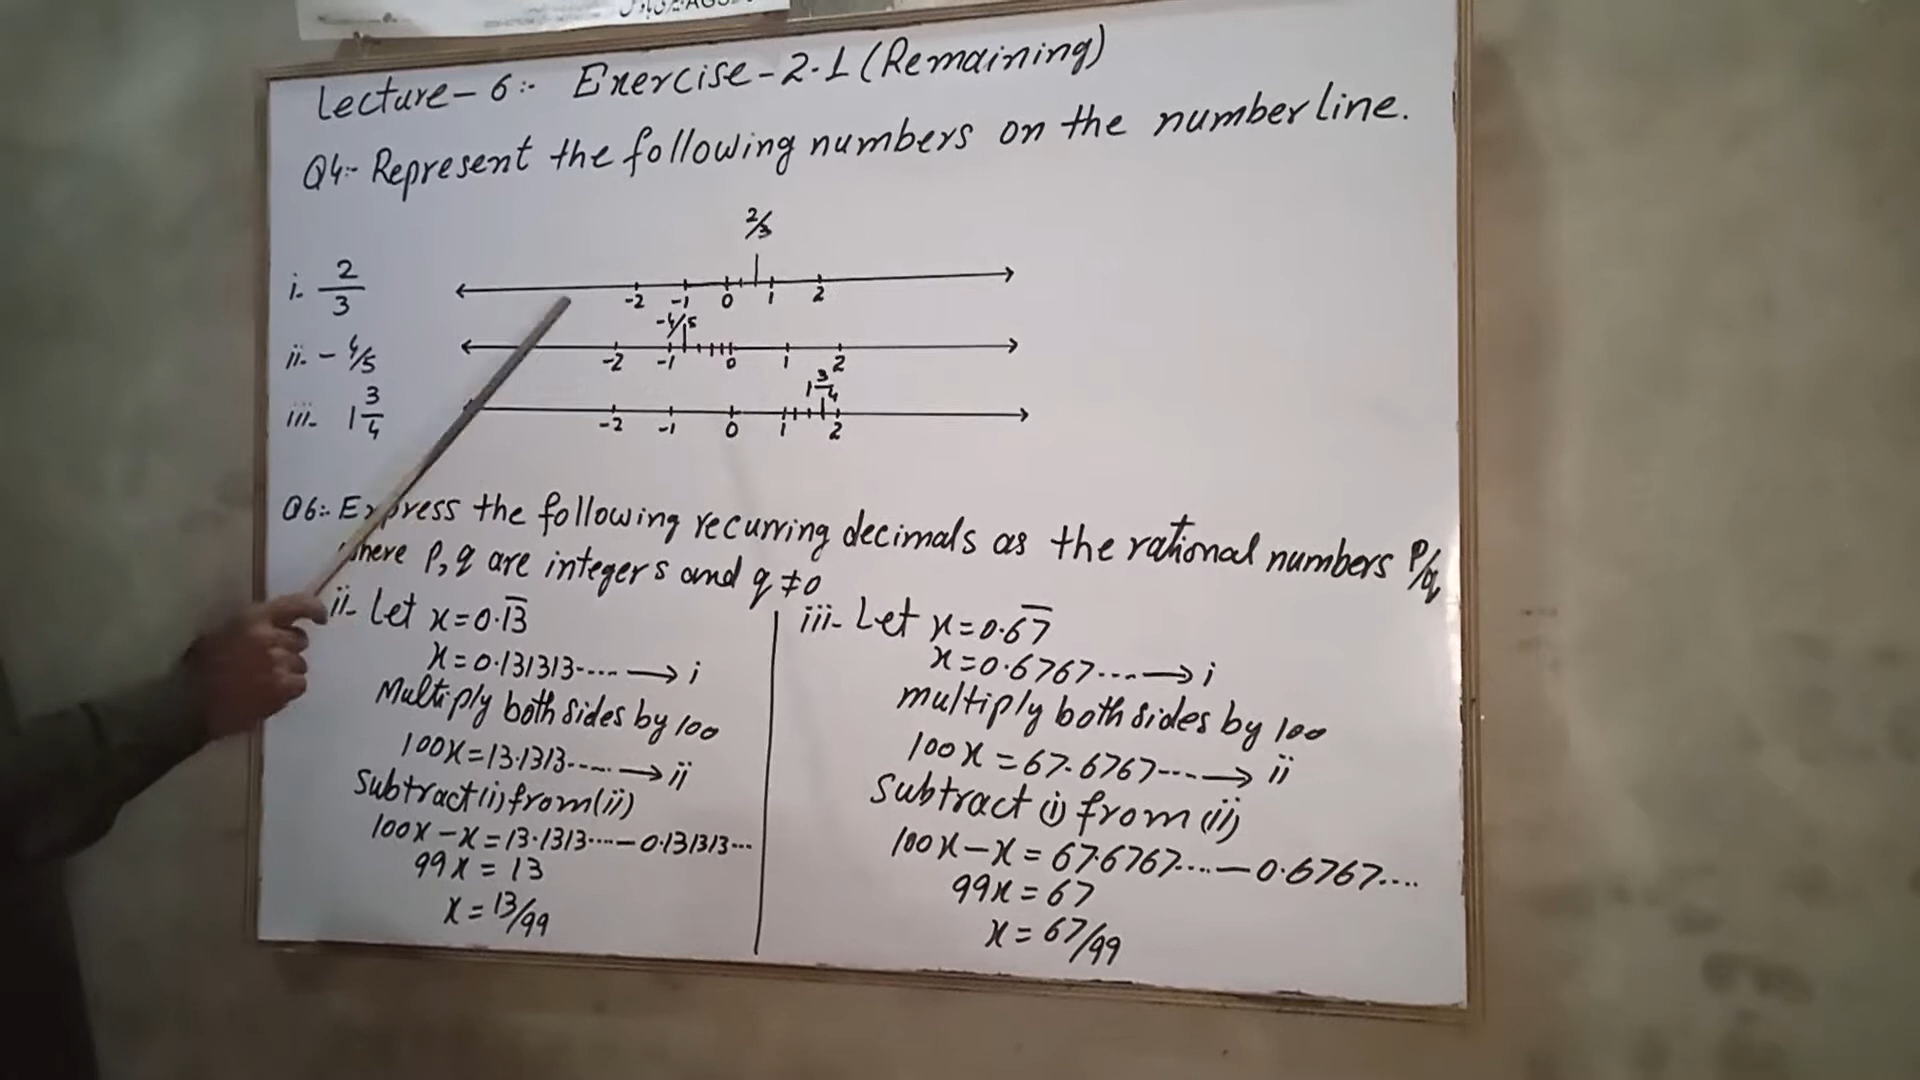 Lecture-6:- Exercise-2.1 (Remaining)
Q4:- Represent the following numbers on the number line.
i. 2/3
2/3
-2 -1 0 1 2
ii. - 4/5
-4/5
-2 -1 0 1 2
iii. 1 3/4
1 3/4
-2 -1 0 1 2
Q6:- Express the following recurring decimals as the rational numbers P/q
where P,q are integers and q ≠ 0
ii- Let x=0.1̅3̅
x=0.131313.... → i
Multiply both sides by 100
100x=13.1313..... → ii
Subtract (i) from (ii)
100x-x=13.1313....-0.131313...
99x = 13
x = 13/99
iii- Let x=0.6̅7̅
x=0.6767.... → i
multiply both sides by 100
100x=67.6767.... → ii
Subtract (i) from (ii)
100x-x=67.6767....-0.6767....
99x=67
x=67/99